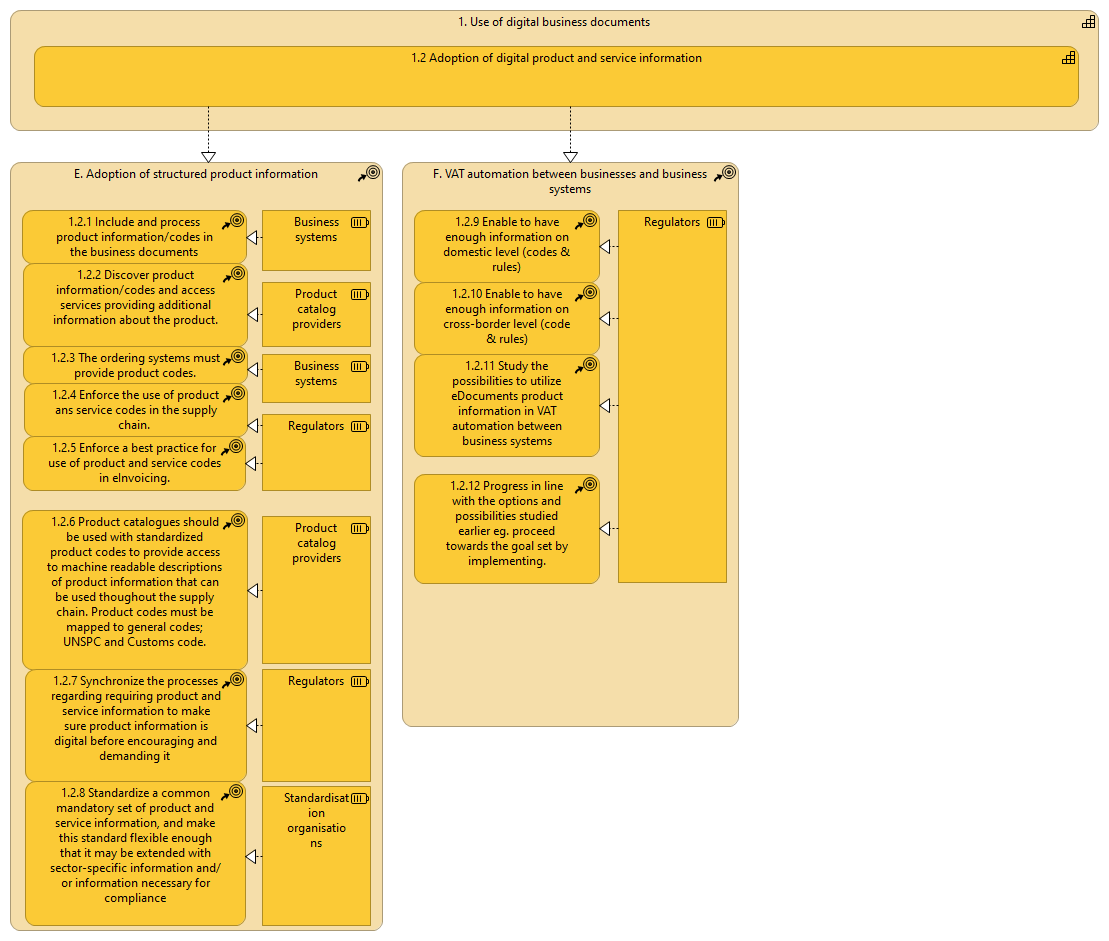 1. Use of digital business documents
1.2 Adoption of digital product and service information
E. Adoption of structured product information
1.2.1 Include and process
product information/codes in
the business documents
Business
systems
1.2.2 Discover product
information/codes and access
services providing additional
information about the product.
Product
catalog
providers
1.2.3 The ordering systems must
provide product codes.
Business
systems
1.2.4 Enforce the use of product
ans service codes in the supply
chain.
Regulators
1.2.5 Enforce a best practice for
use of product and service codes
in eInvoicing.
1.2.6 Product catalogues should
be used with standardized
product codes to provide access
to machine readable descriptions
of product information that can
be used thoughout the supply
chain. Product codes must be
mapped to general codes;
UNSPC and Customs code.
Product
catalog
providers
1.2.7 Synchronize the processes
regarding requiring product and
service information to make
sure product information is
digital before encouraging and
demanding it
Regulators
1.2.8 Standardize a common
mandatory set of product and
service information, and make
this standard flexible enough
that it may be extended with
sector-specific information and/
or information necessary for
compliance
Standardisat
ion
organisatio
ns
F. VAT automation between businesses and business
systems
1.2.9 Enable to have
enough information on
domestic level (codes &
rules)
Regulators
1.2.10 Enable to have
enough information on
cross-border level (code
& rules)
1.2.11 Study the
possibilities to utilize
eDocuments product
information in VAT
automation between
business systems
1.2.12 Progress in line
with the options and
possibilities studied
earlier eg. proceed
towards the goal set by
implementing.